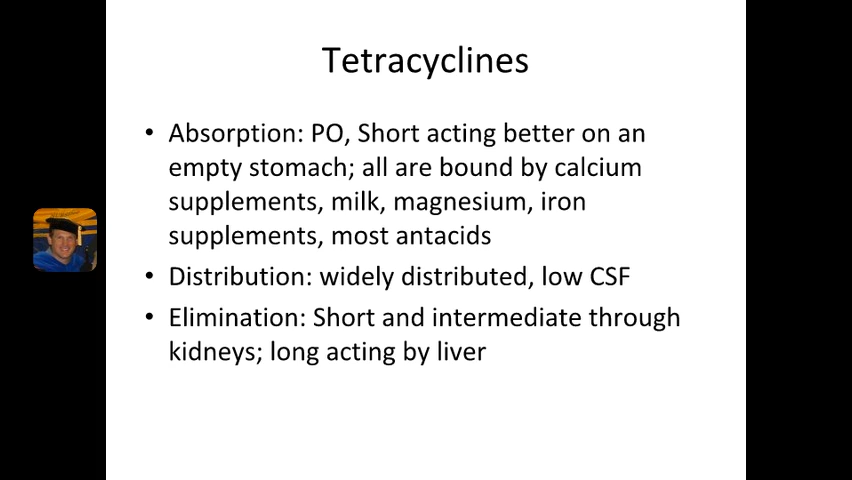 Tetracyclines
• Absorption: PO, Short acting better on an
empty stomach; all are bound by calcium
supplements, milk, magnesium, iron
supplements, most antacids
• Distribution: widely distributed, low CSF
• Elimination: Short and intermediate through
kidneys; long acting by liver